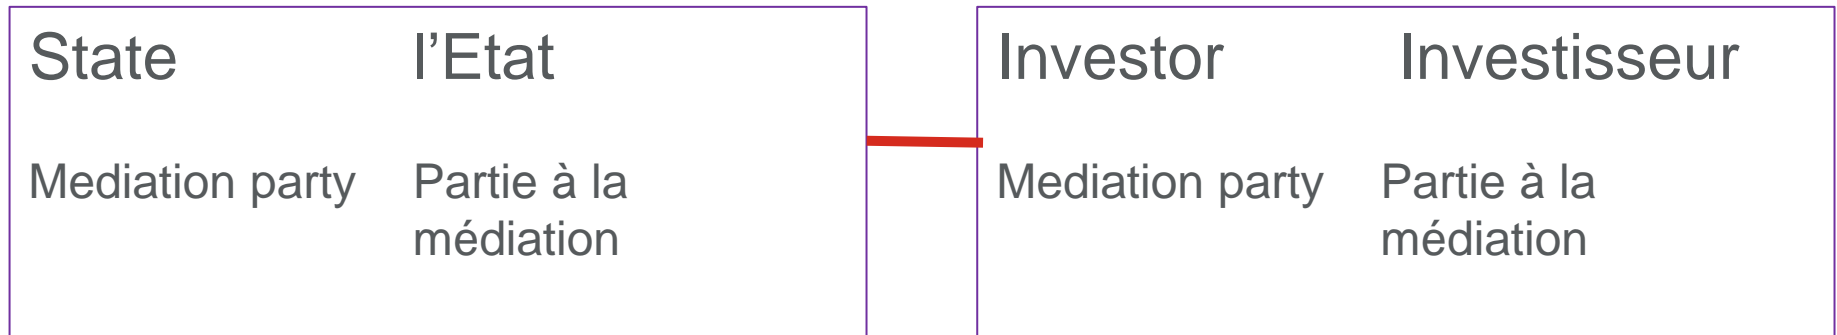 State l’Etat
Mediation party Partie à la
médiation
Investor Investisseur
Mediation party Partie à la
médiation